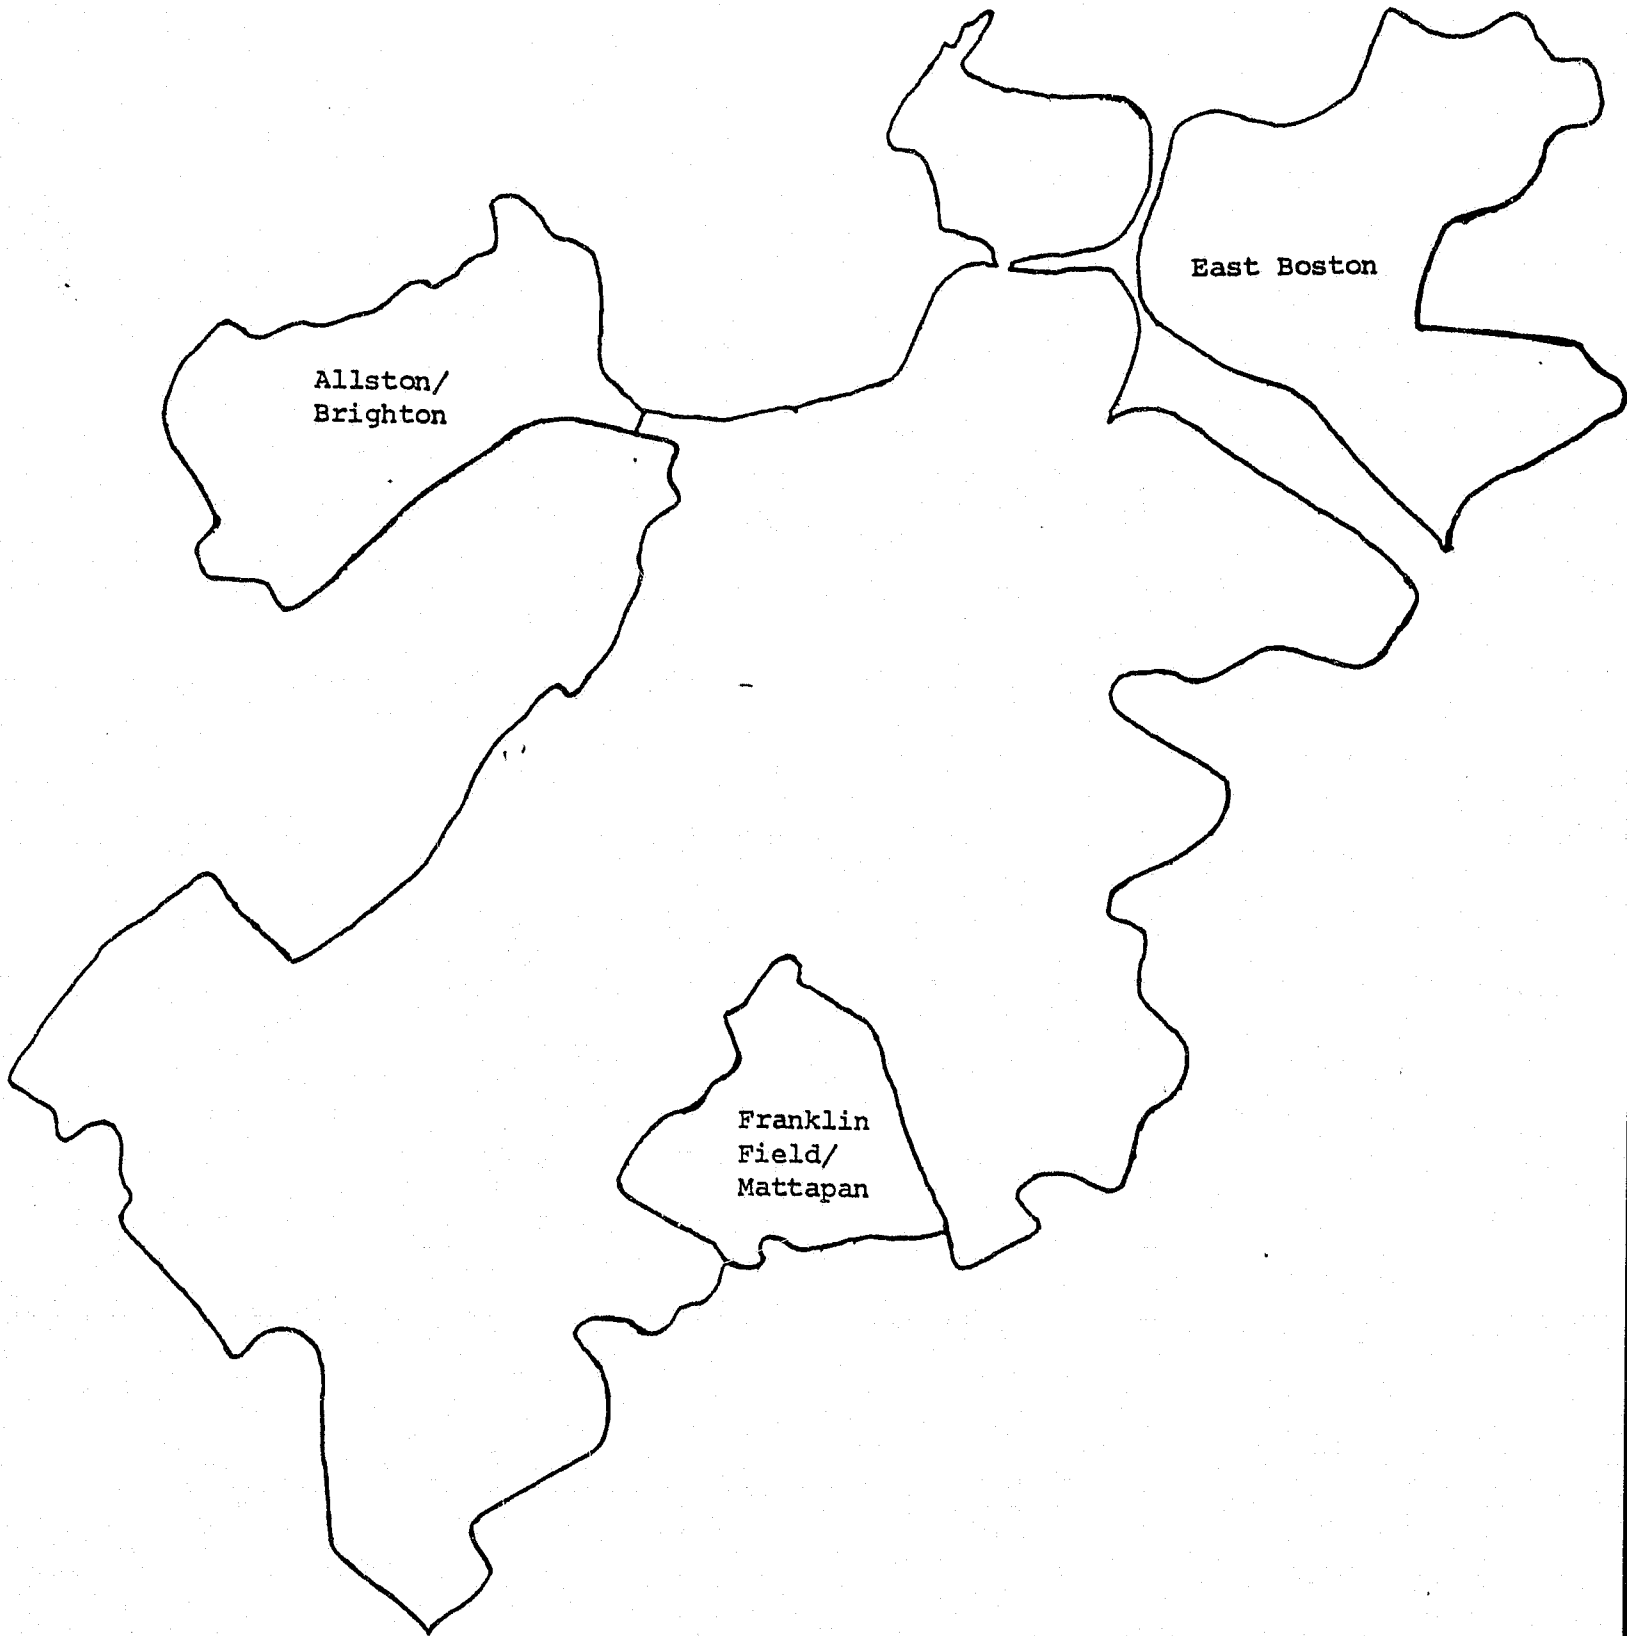 East Boston
Allston/
Brighton
Franklin
Field/
Mattapan